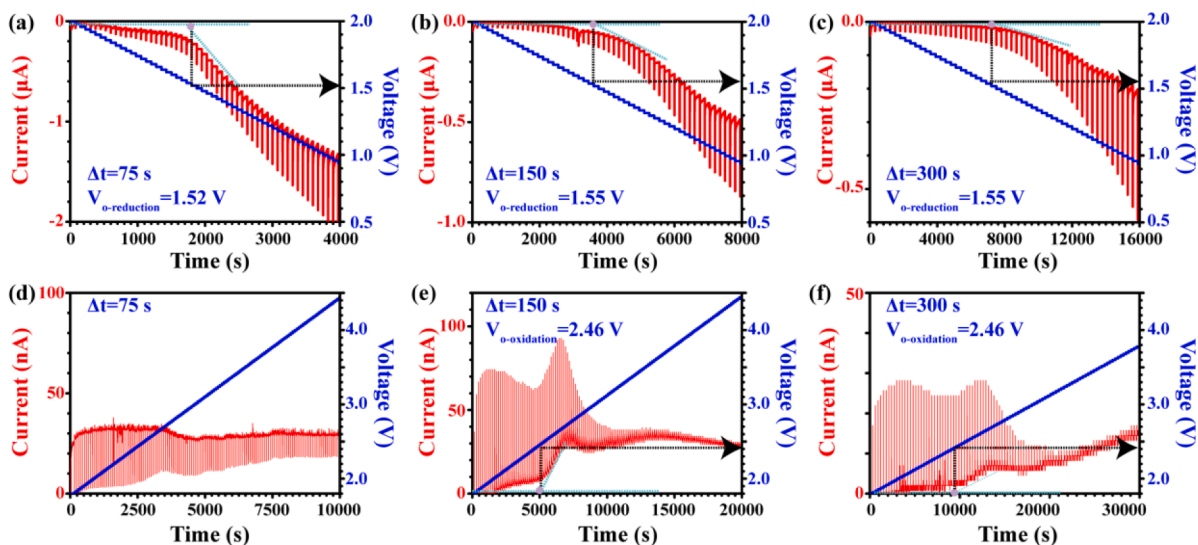 (a)
0
-1
-2
Current (μA)
Δt=75 s
V o-reduction=1.52 V
2.0
1.5
1.0
0.5
Voltage (V)
0 1000 2000 3000 4000
Time (s)
(b)
0.0
-0.5
-1.0
Current (μA)
Δt=150 s
V o-reduction=1.55 V
2.0
1.5
1.0
0.5
Voltage (V)
0 2000 4000 6000 8000
Time (s)
(c)
0.0
-0.5
Current (μA)
Δt=300 s
V o-reduction=1.55 V
2.0
1.5
1.0
0.5
Voltage (V)
0 4000 8000 12000 16000
Time (s)
(d)
100
50
0
Current (nA)
Δt=75 s
4.0
3.0
2.0
Voltage (V)
0 2500 5000 7500 10000
Time (s)
(e)
100
50
0
Current (nA)
Δt=150 s
V o-oxidation=2.46 V
4.0
3.0
2.0
Voltage (V)
0 5000 10000 15000 20000
Time (s)
(f)
50
0
Current (nA)
Δt=300 s
V o-oxidation=2.46 V
4.0
3.0
2.0
Voltage (V)
0 10000 20000 30000
Time (s)